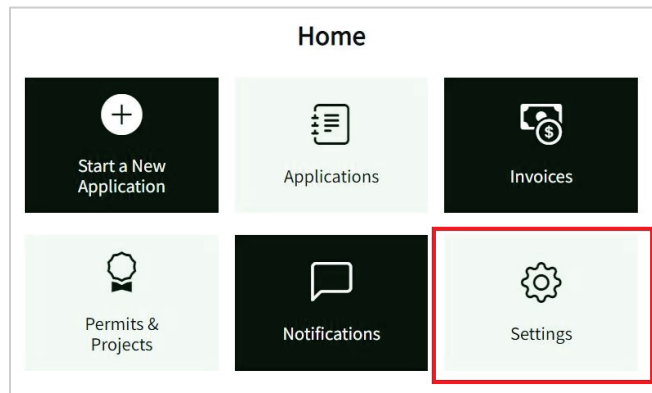 Home
Start a New
Application
Applications
Invoices
Permits &
Projects
Notifications
Settings